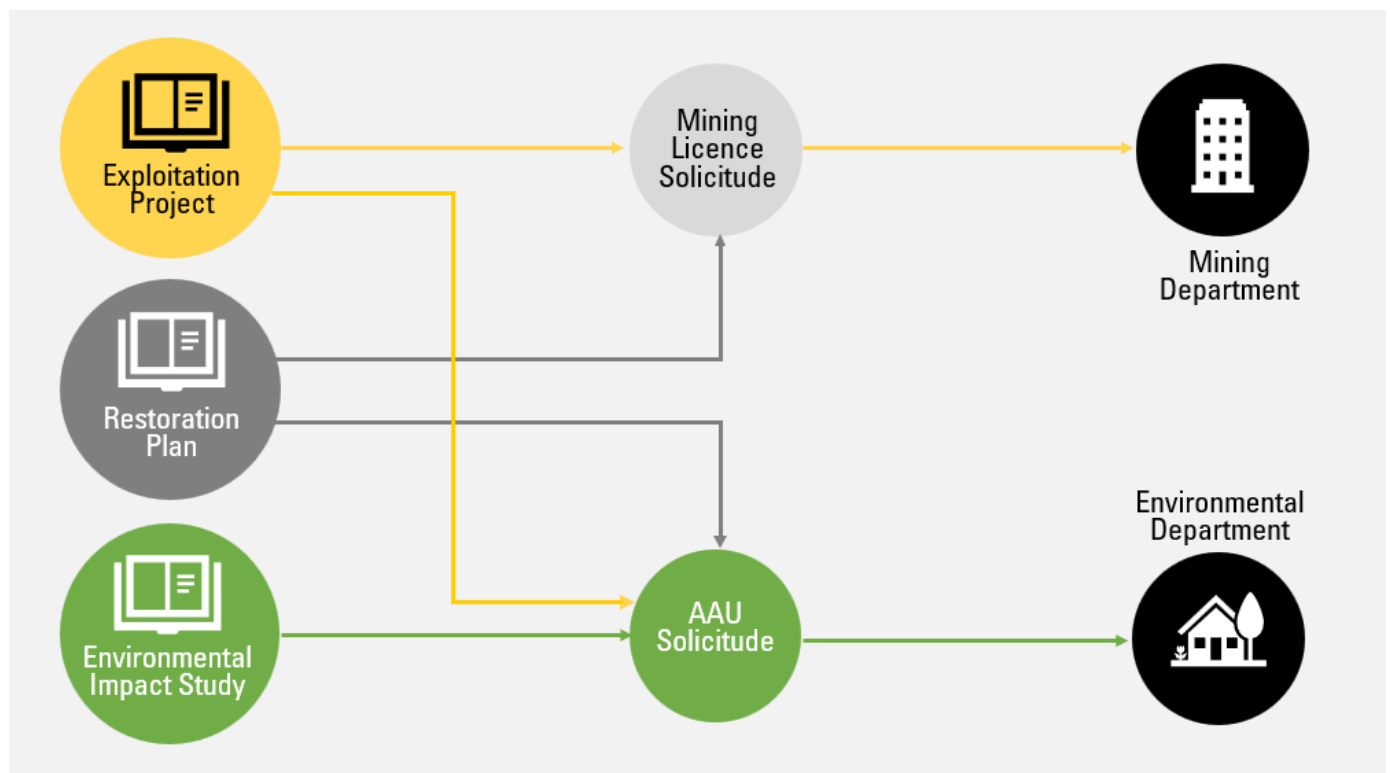 Exploitation
Project
Mining
Licence
Solicitude
Mining
Department
Restoration
Plan
Environmental
Department
Environmental
Impact Study
AAU
Solicitude